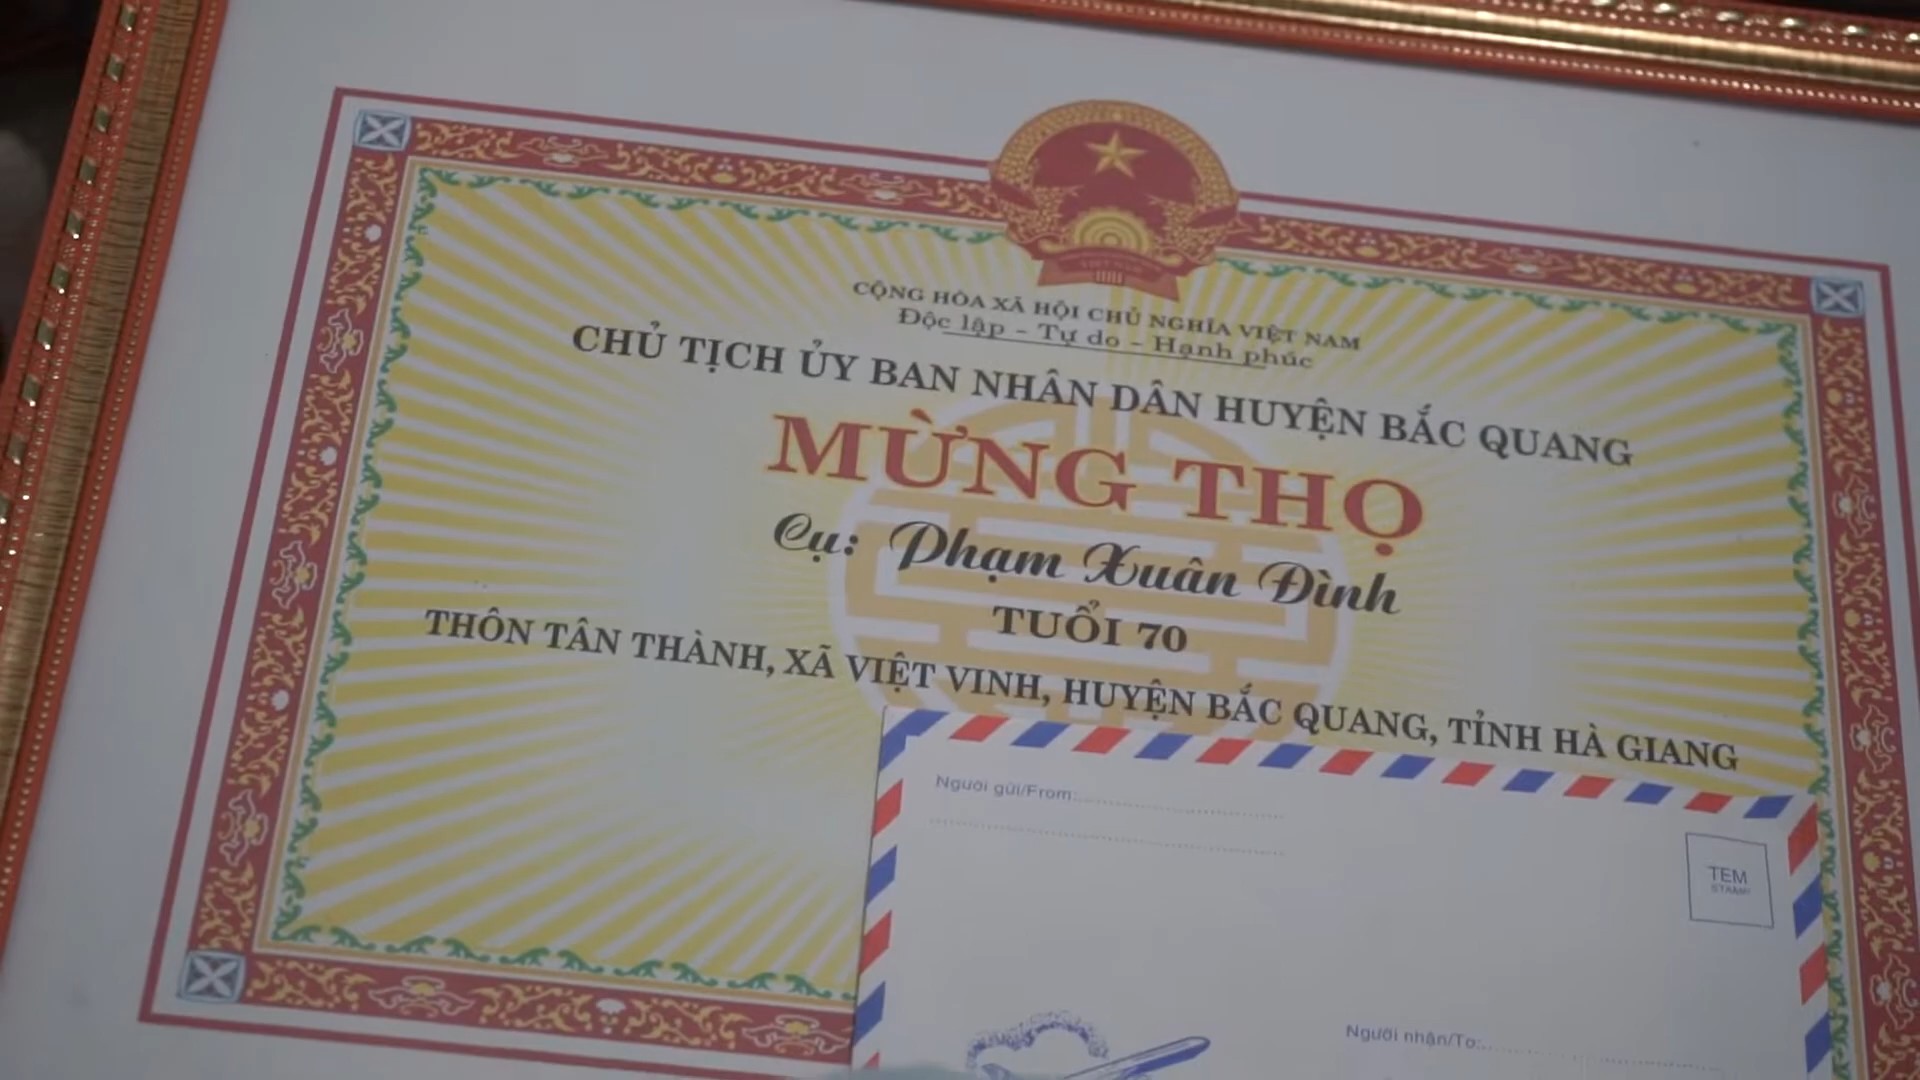 CỘNG HÒA XÃ HỘI CHỦ NGHĨA VIỆT NAM
Độc lập - Tự do - Hạnh phúc
CHỦ TỊCH ỦY BAN NHÂN DÂN HUYỆN BẮC QUANG
MỪNG THỌ
Cụ: Phạm Xuân Đình
TUỔI 70
THÔN TÂN THÀNH, XÃ VIỆT VINH, HUYỆN BẮC QUANG, TỈNH HÀ GIANG
Người gửi/From:
TEM
STAMP
Người nhận/To: